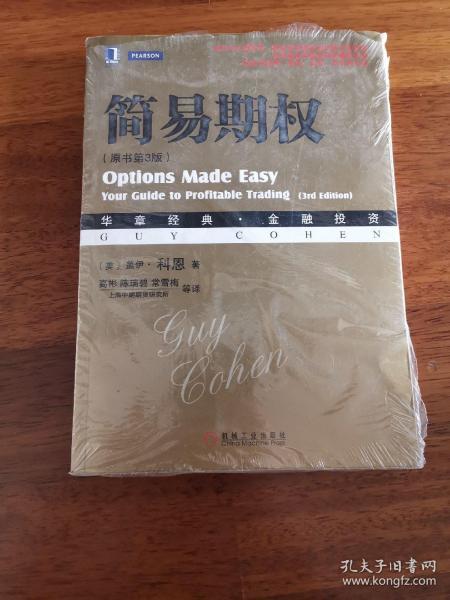 PEARSON
简易期权
（原书第3版）
Options Made Easy
Your Guide to Profitable Trading (3rd Edition)
华章经典·金融投资
GUY COHEN
盖伊·科恩 著
高彬 陈瑞碧 常雪梅
上海中期期货研究所
等译
Guy
Cohen
机械工业出版社
China Machine Press
孔夫子旧书网
www.kongfz.com